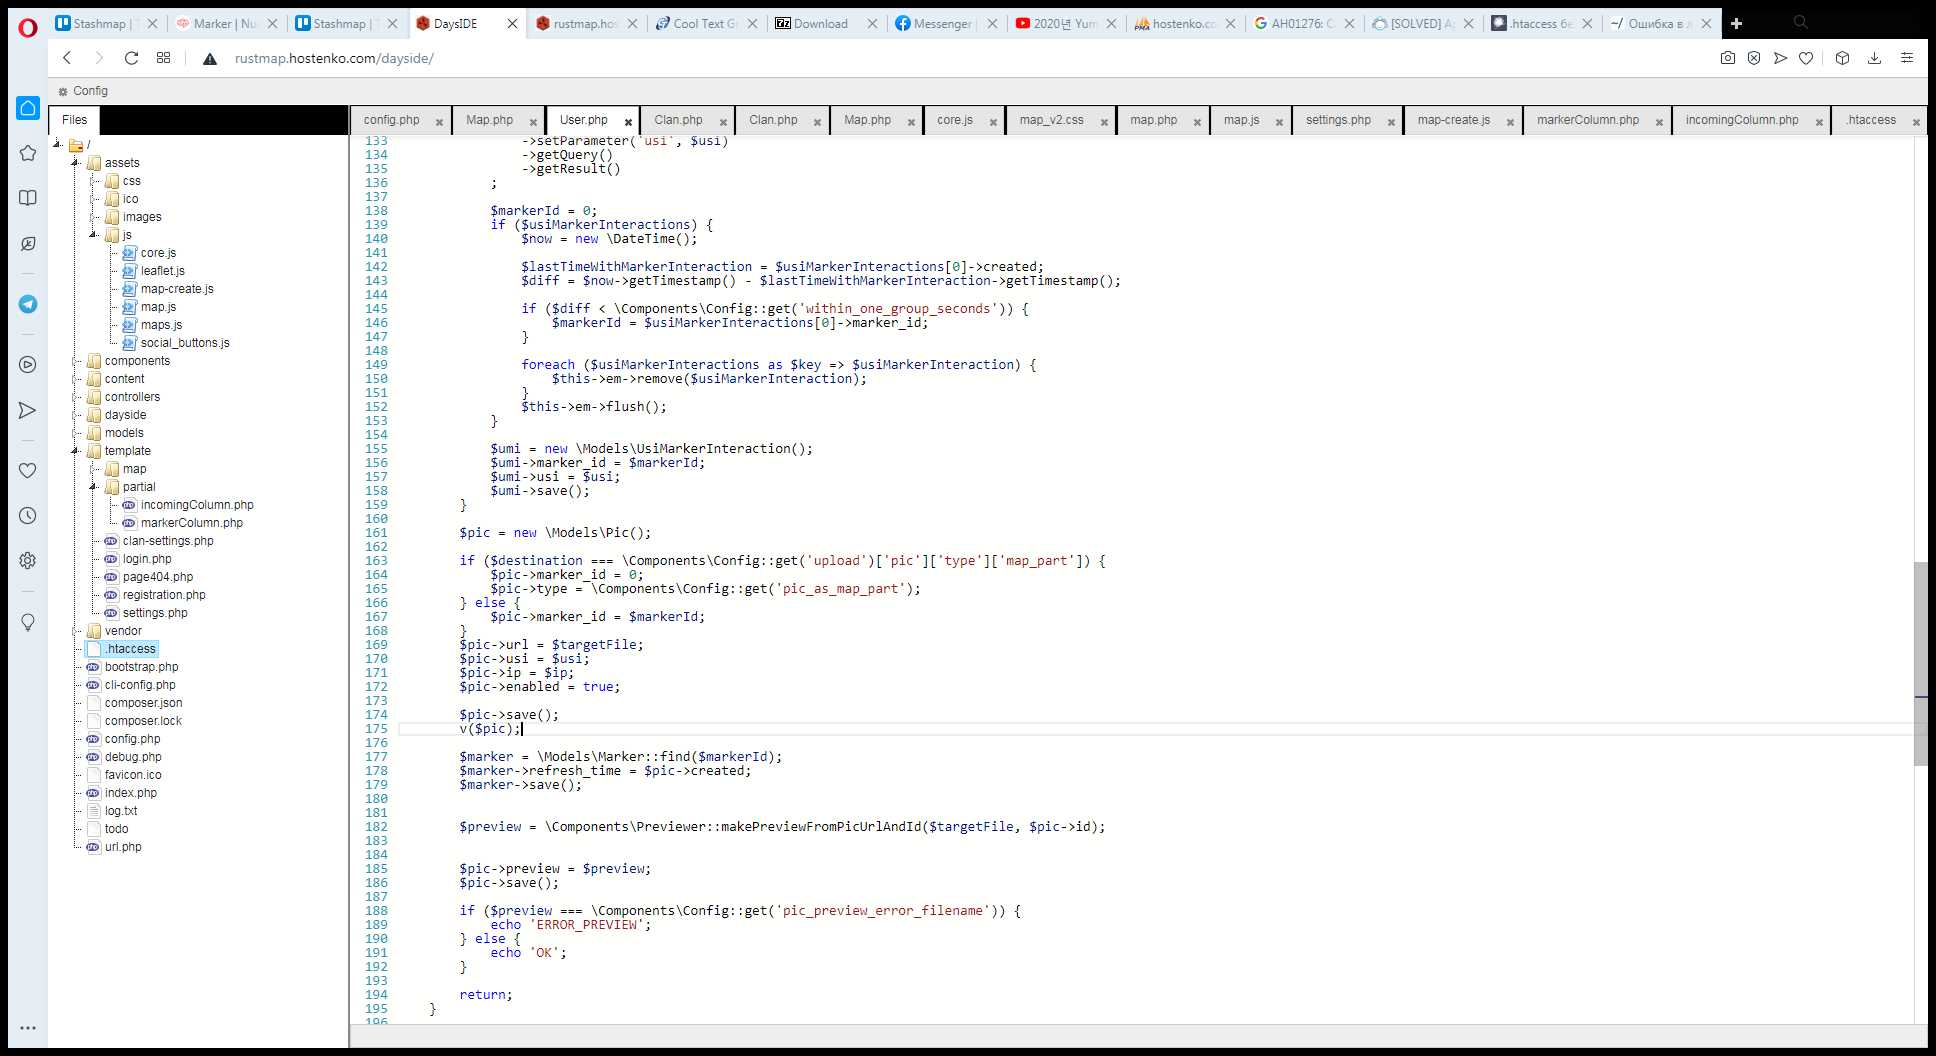 Stashmap | T
Marker | Nu
Stashmap | T
DaysIDE
rustmap.hos
Cool Text Gr
Download
Messenger
2020년 Yum
hostenko.co
AH01276: C
[SOLVED] A
.htaccess бе
Ошибка в л
rustmap.hostenko.com/dayside/
Config
Files
config.php
Map.php
User.php
Clan.php
Clan.php
Map.php
core.js
map_v2.css
map.php
map.js
settings.php
map-create.js
markerColumn.php
incomingColumn.php
.htaccess
/
assets
css
ico
images
js
core.js
leaflet.js
map-create.js
map.js
maps.js
social_buttons.js
components
content
controllers
dayside
models
template
map
partial
incomingColumn.php
markerColumn.php
clan-settings.php
login.php
page404.php
registration.php
settings.php
vendor
.htaccess
bootstrap.php
cli-config.php
composer.json
composer.lock
config.php
debug.php
favicon.ico
index.php
log.txt
todo
url.php
133 ->setParameter('usi', $usi)
134 ->getQuery()
135 ->getResult()
136 ;
137
138 $markerId = 0;
139 if ($usiMarkerInteractions) {
140 $now = new \DateTime();
141
142 $lastTimeWithMarkerInteraction = $usiMarkerInteractions[0]->created;
143 $diff = $now->getTimestamp() - $lastTimeWithMarkerInteraction->getTimestamp();
144
145 if ($diff < \Components\Config::get('within_one_group_seconds')) {
146 $markerId = $usiMarkerInteractions[0]->marker_id;
147 }
148
149 foreach ($usiMarkerInteractions as $key => $usiMarkerInteraction) {
150 $this->em->remove($usiMarkerInteraction);
151 }
152 $this->em->flush();
153 }
154
155 $umi = new \Models\UsiMarkerInteraction();
156 $umi->marker_id = $markerId;
157 $umi->usi = $usi;
158 $umi->save();
159 }
160
161 $pic = new \Models\Pic();
162
163 if ($destination === \Components\Config::get('upload')['pic']['type']['map_part']) {
164 $pic->marker_id = 0;
165 $pic->type = \Components\Config::get('pic_as_map_part');
166 } else {
167 $pic->marker_id = $markerId;
168 }
169 $pic->url = $targetFile;
170 $pic->usi = $usi;
171 $pic->ip = $ip;
172 $pic->enabled = true;
173
174 $pic->save();
175 v($pic);
176
177 $marker = \Models\Marker::find($markerId);
178 $marker->refresh_time = $pic->created;
179 $marker->save();
180
181
182 $preview = \Components\Previewer::makePreviewFromPicUrlAndId($targetFile, $pic->id);
183
184
185 $pic->preview = $preview;
186 $pic->save();
187
188 if ($preview === \Components\Config::get('pic_preview_error_filename')) {
189 echo 'ERROR_PREVIEW';
190 } else {
191 echo 'OK';
192 }
193
194 return;
195 }
196